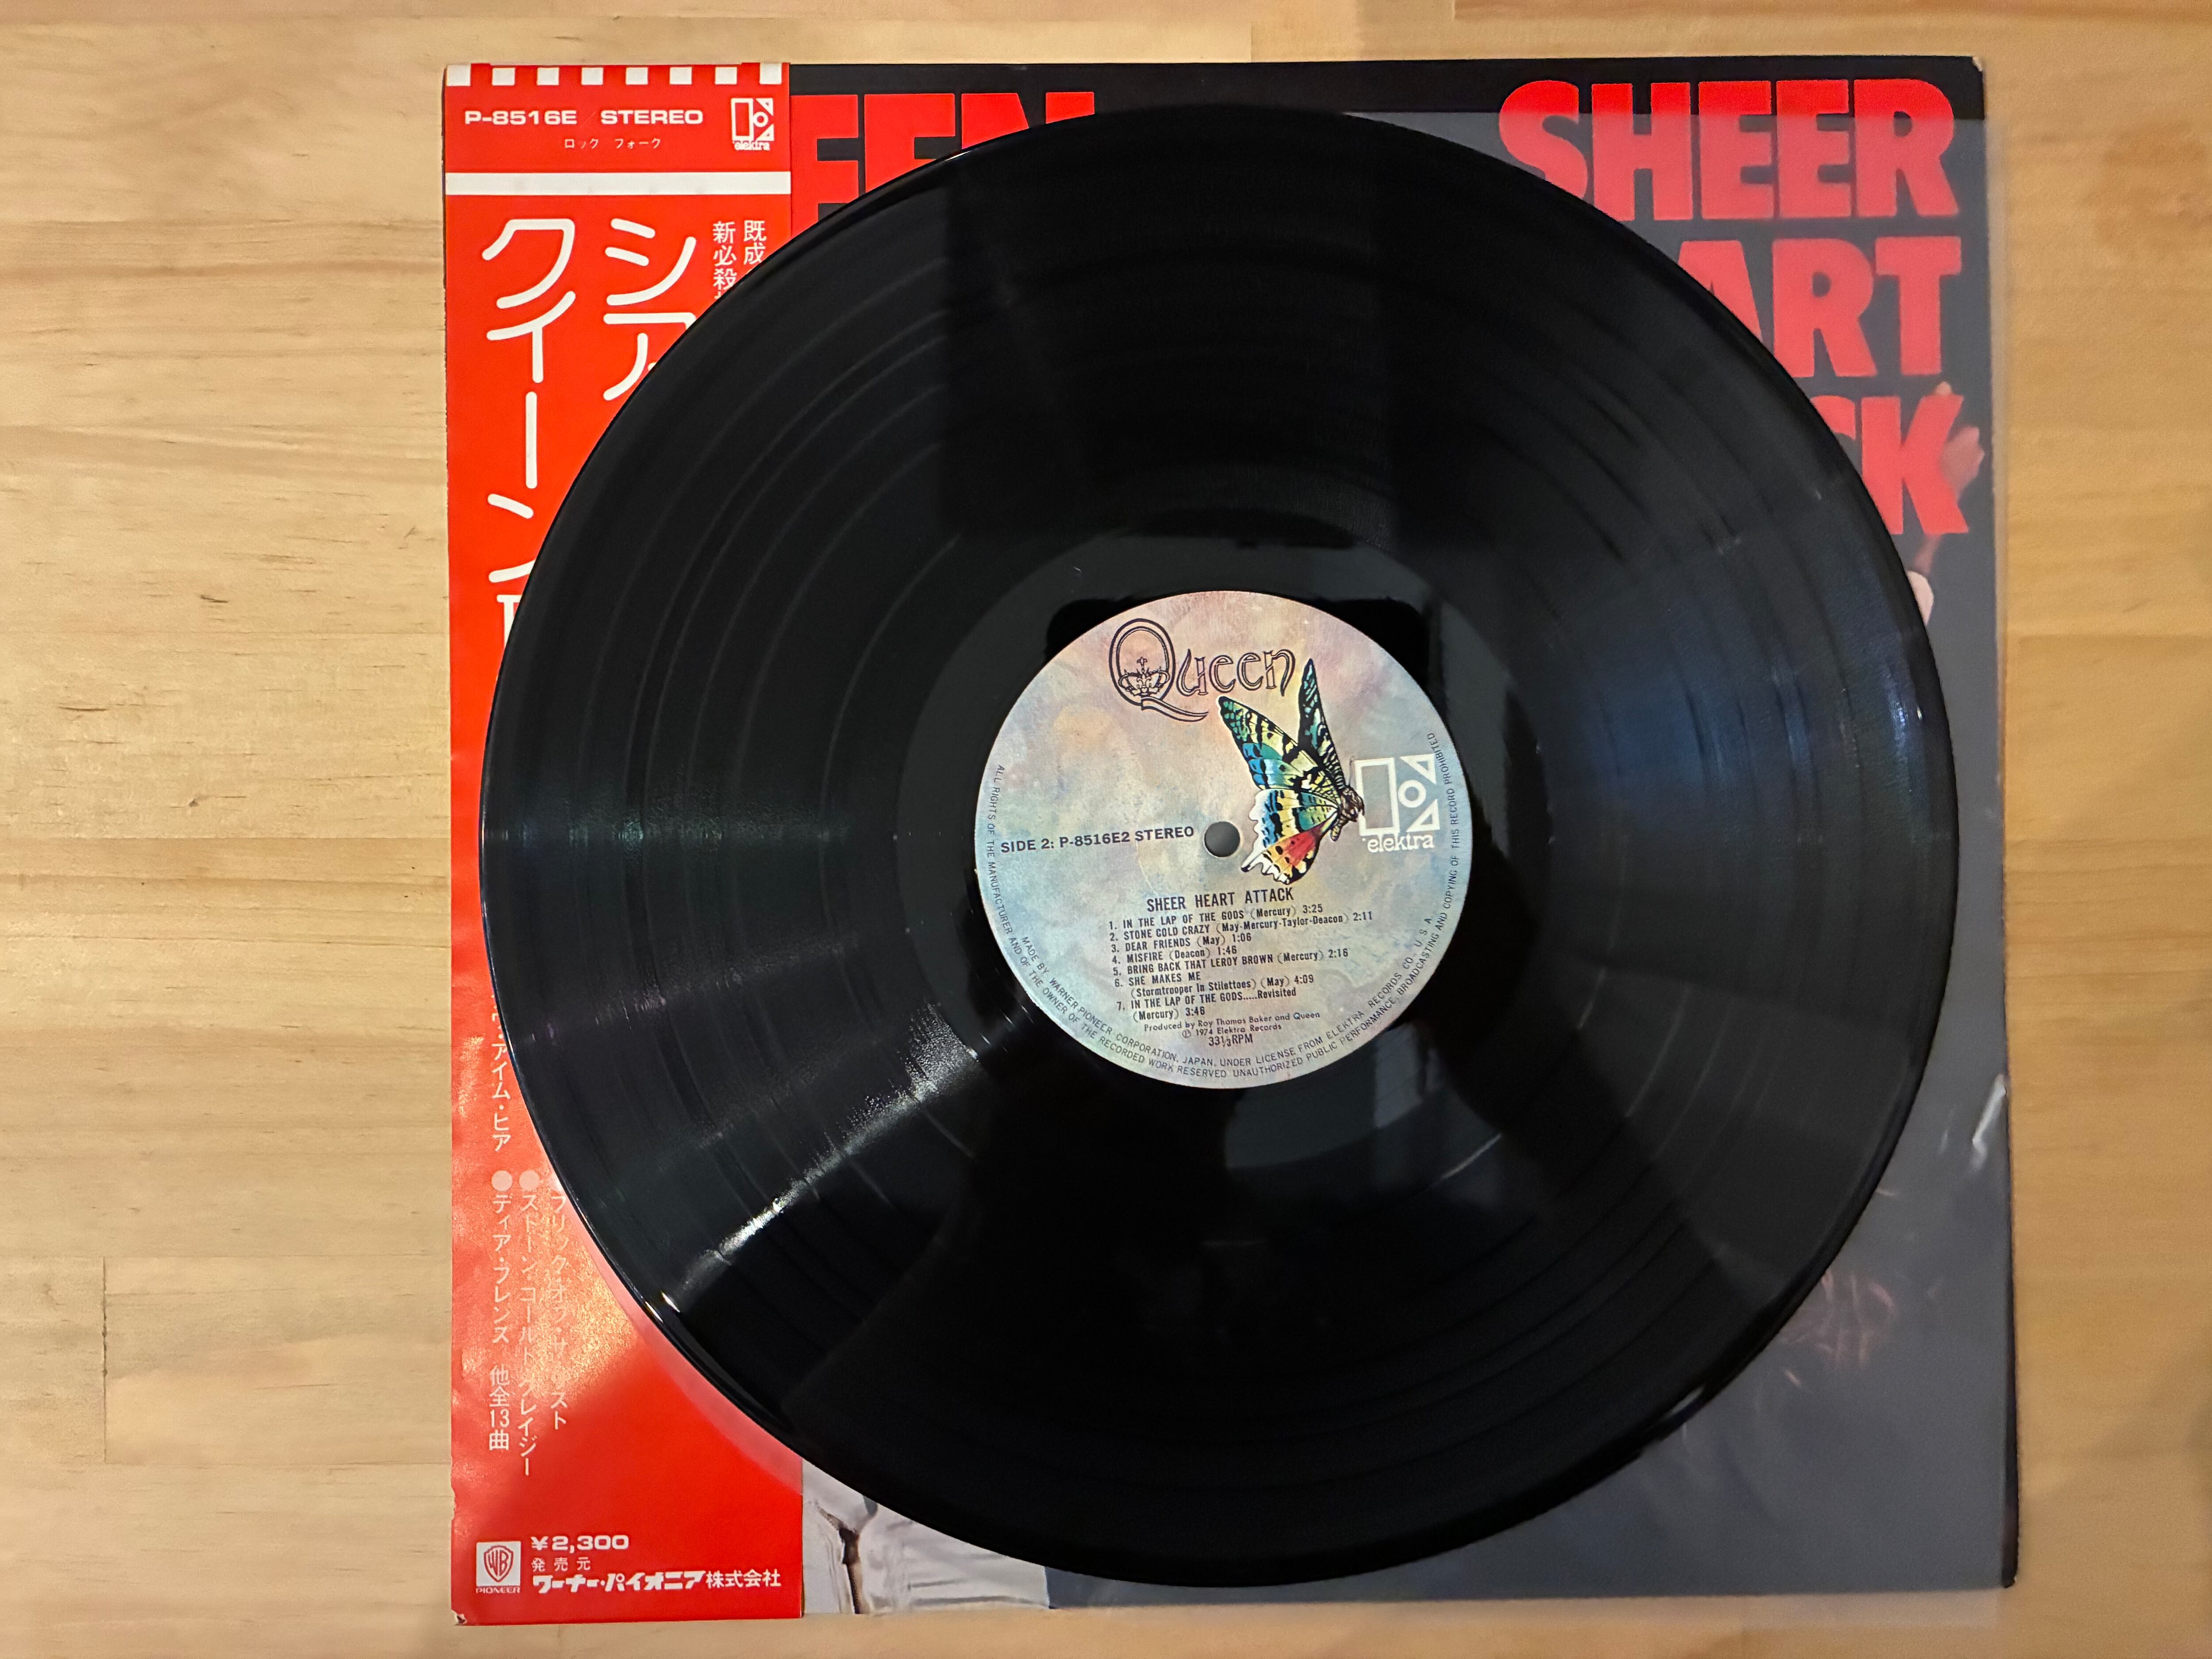 P-8516E STEREO
elektra
ロック フォーク
既成
新必殺
シア
クイーン
・アイム・ヒア
ブリック・オブ・
●ストーン・コールド・クレイジー
●ディア・フレンズ 他全13曲
¥2,300
発売元
ワーナー・パイオニア株式会社
WB
PIONEER
EEN
SHEER
ART
CK
Queen
elektra
SIDE 2: P-8516E2 STEREO
SHEER HEART ATTACK
1. IN THE LAP OF THE GODS (Mercury) 3:25
2. STONE COLD CRAZY (May-Mercury-Taylor-Deacon) 2:11
3. DEAR FRIENDS (May) 1:06
4. MISFIRE (Deacon) 1:46
5. BRING BACK THAT LEROY BROWN (Mercury) 2:16
6. SHE MAKES ME
(Stormtrooper In Stilettoes) (May) 4:09
7. IN THE LAP OF THE GODS.....Revisited
(Mercury) 3:46
Produced by Roy Thomas Baker and Queen
℗ 1974 Elektra Records
33⅓RPM
MADE BY WARNER-PIONEER CORPORATION, JAPAN, UNDER LICENSE FROM ELEKTRA RECORDS CO., U.S.A.
ALL RIGHTS OF THE MANUFACTURER AND OF THE OWNER OF THE RECORDED WORK RESERVED UNAUTHORIZED PUBLIC PERFORMANCE, BROADCASTING AND COPYING OF THIS RECORD PROHIBITED